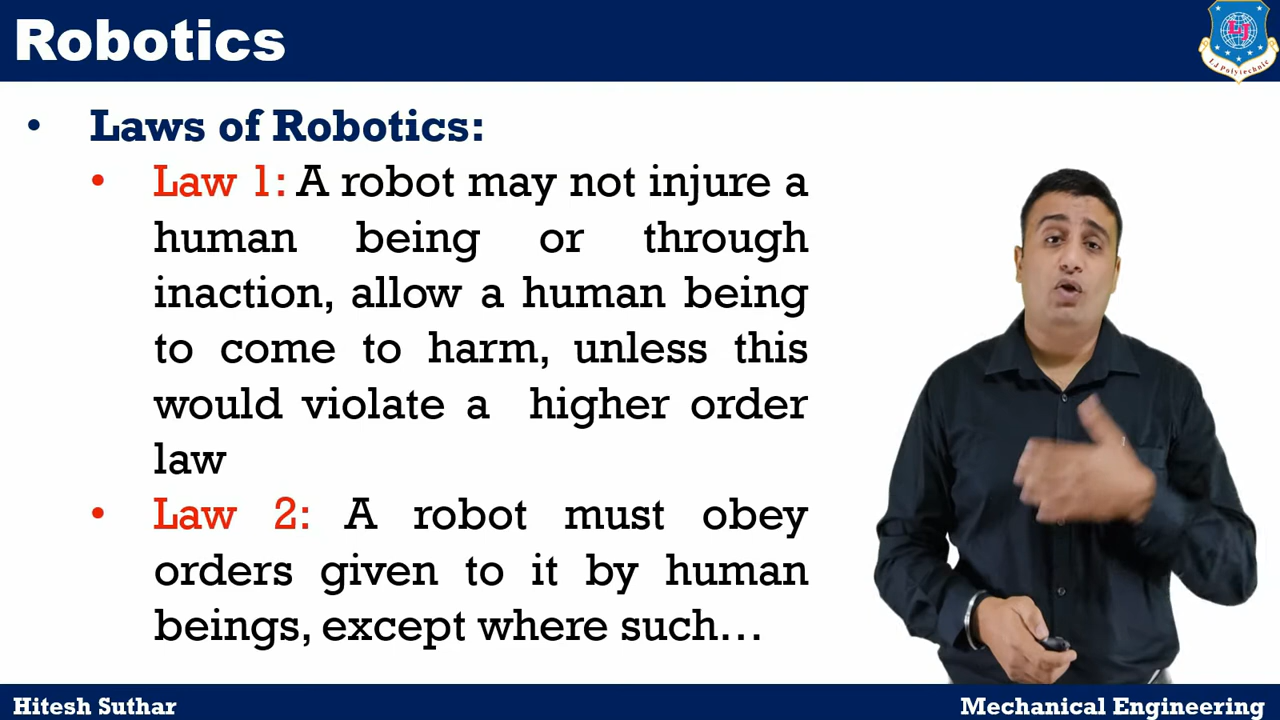 Robotics
LJ
L.J Polytechnic
• Laws of Robotics:
• Law 1: A robot may not injure a
human being or through
inaction, allow a human being
to come to harm, unless this
would violate a higher order
law
• Law 2: A robot must obey
orders given to it by human
beings, except where such...
Hitesh Suthar
Mechanical Engineering